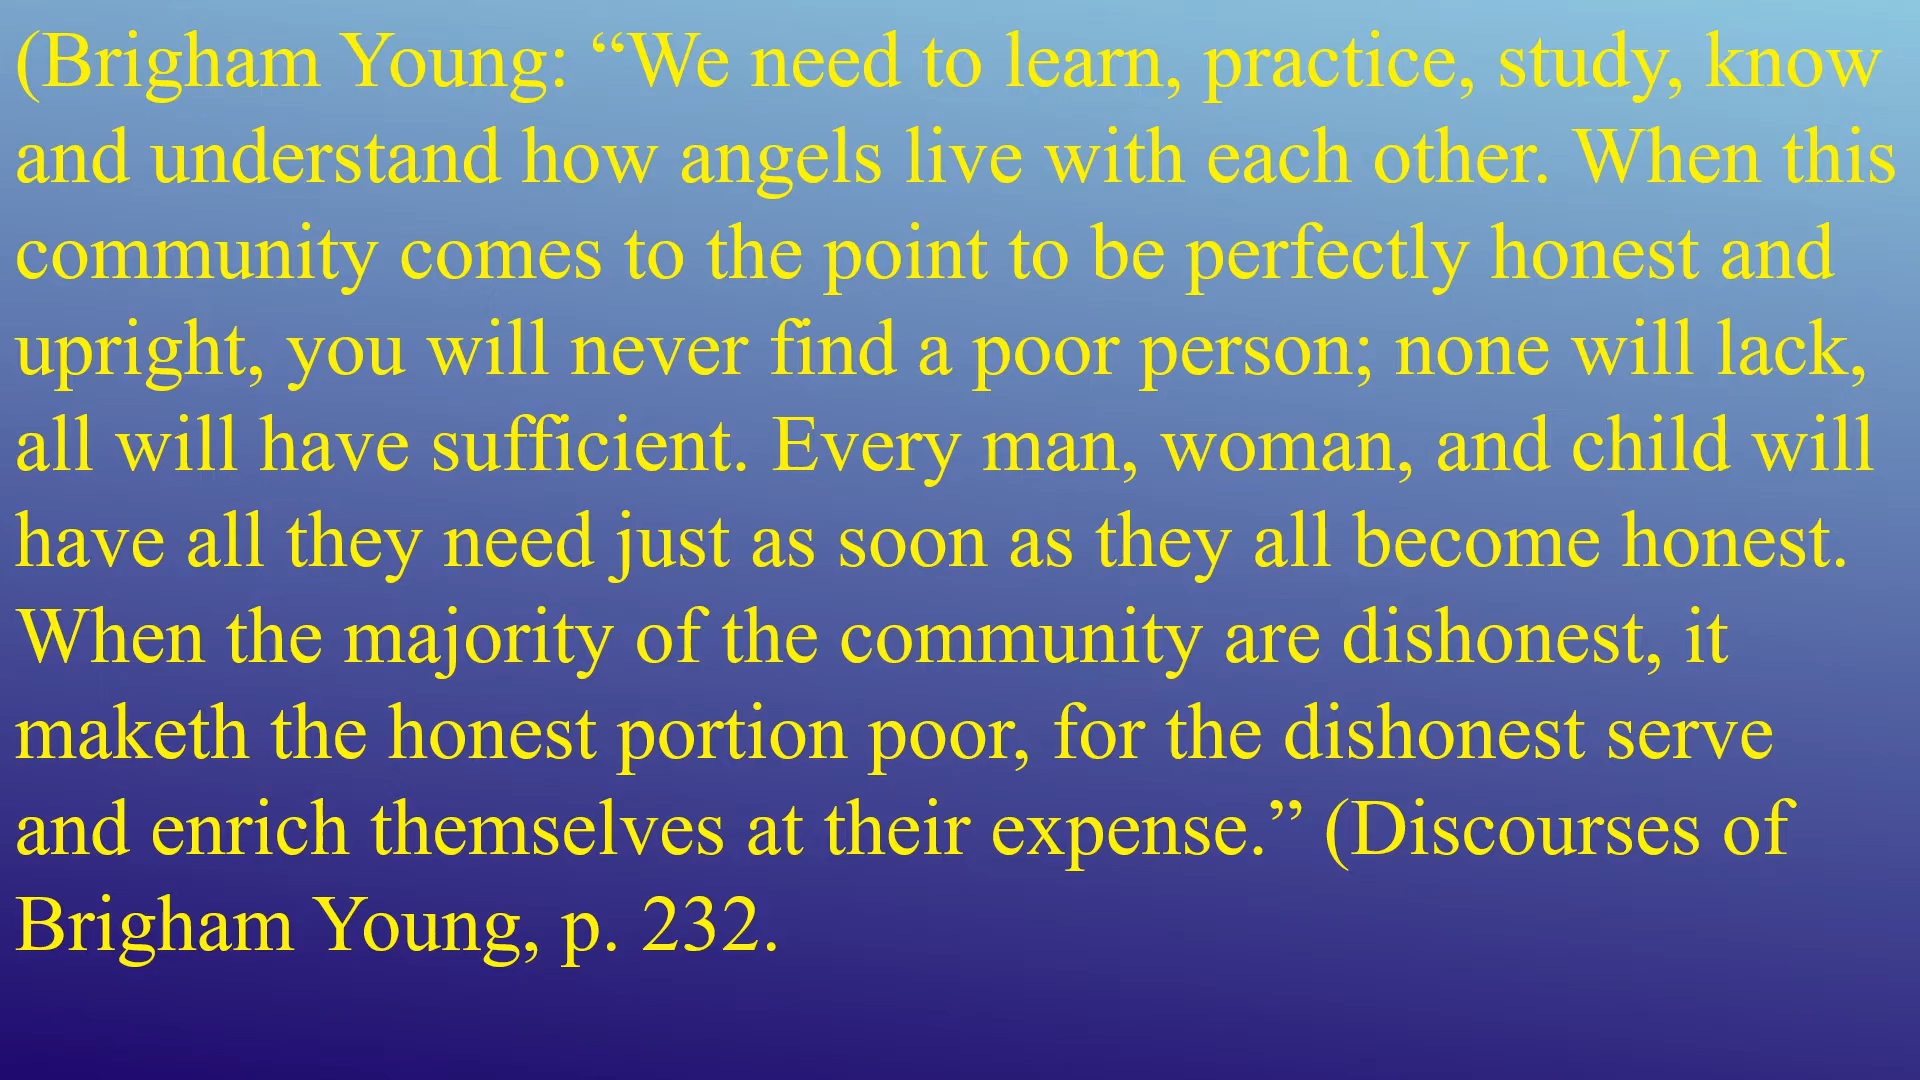 (Brigham Young: “We need to learn, practice, study, know
and understand how angels live with each other. When this
community comes to the point to be perfectly honest and
upright, you will never find a poor person; none will lack,
all will have sufficient. Every man, woman, and child will
have all they need just as soon as they all become honest.
When the majority of the community are dishonest, it
maketh the honest portion poor, for the dishonest serve
and enrich themselves at their expense.” (Discourses of
Brigham Young, p. 232.